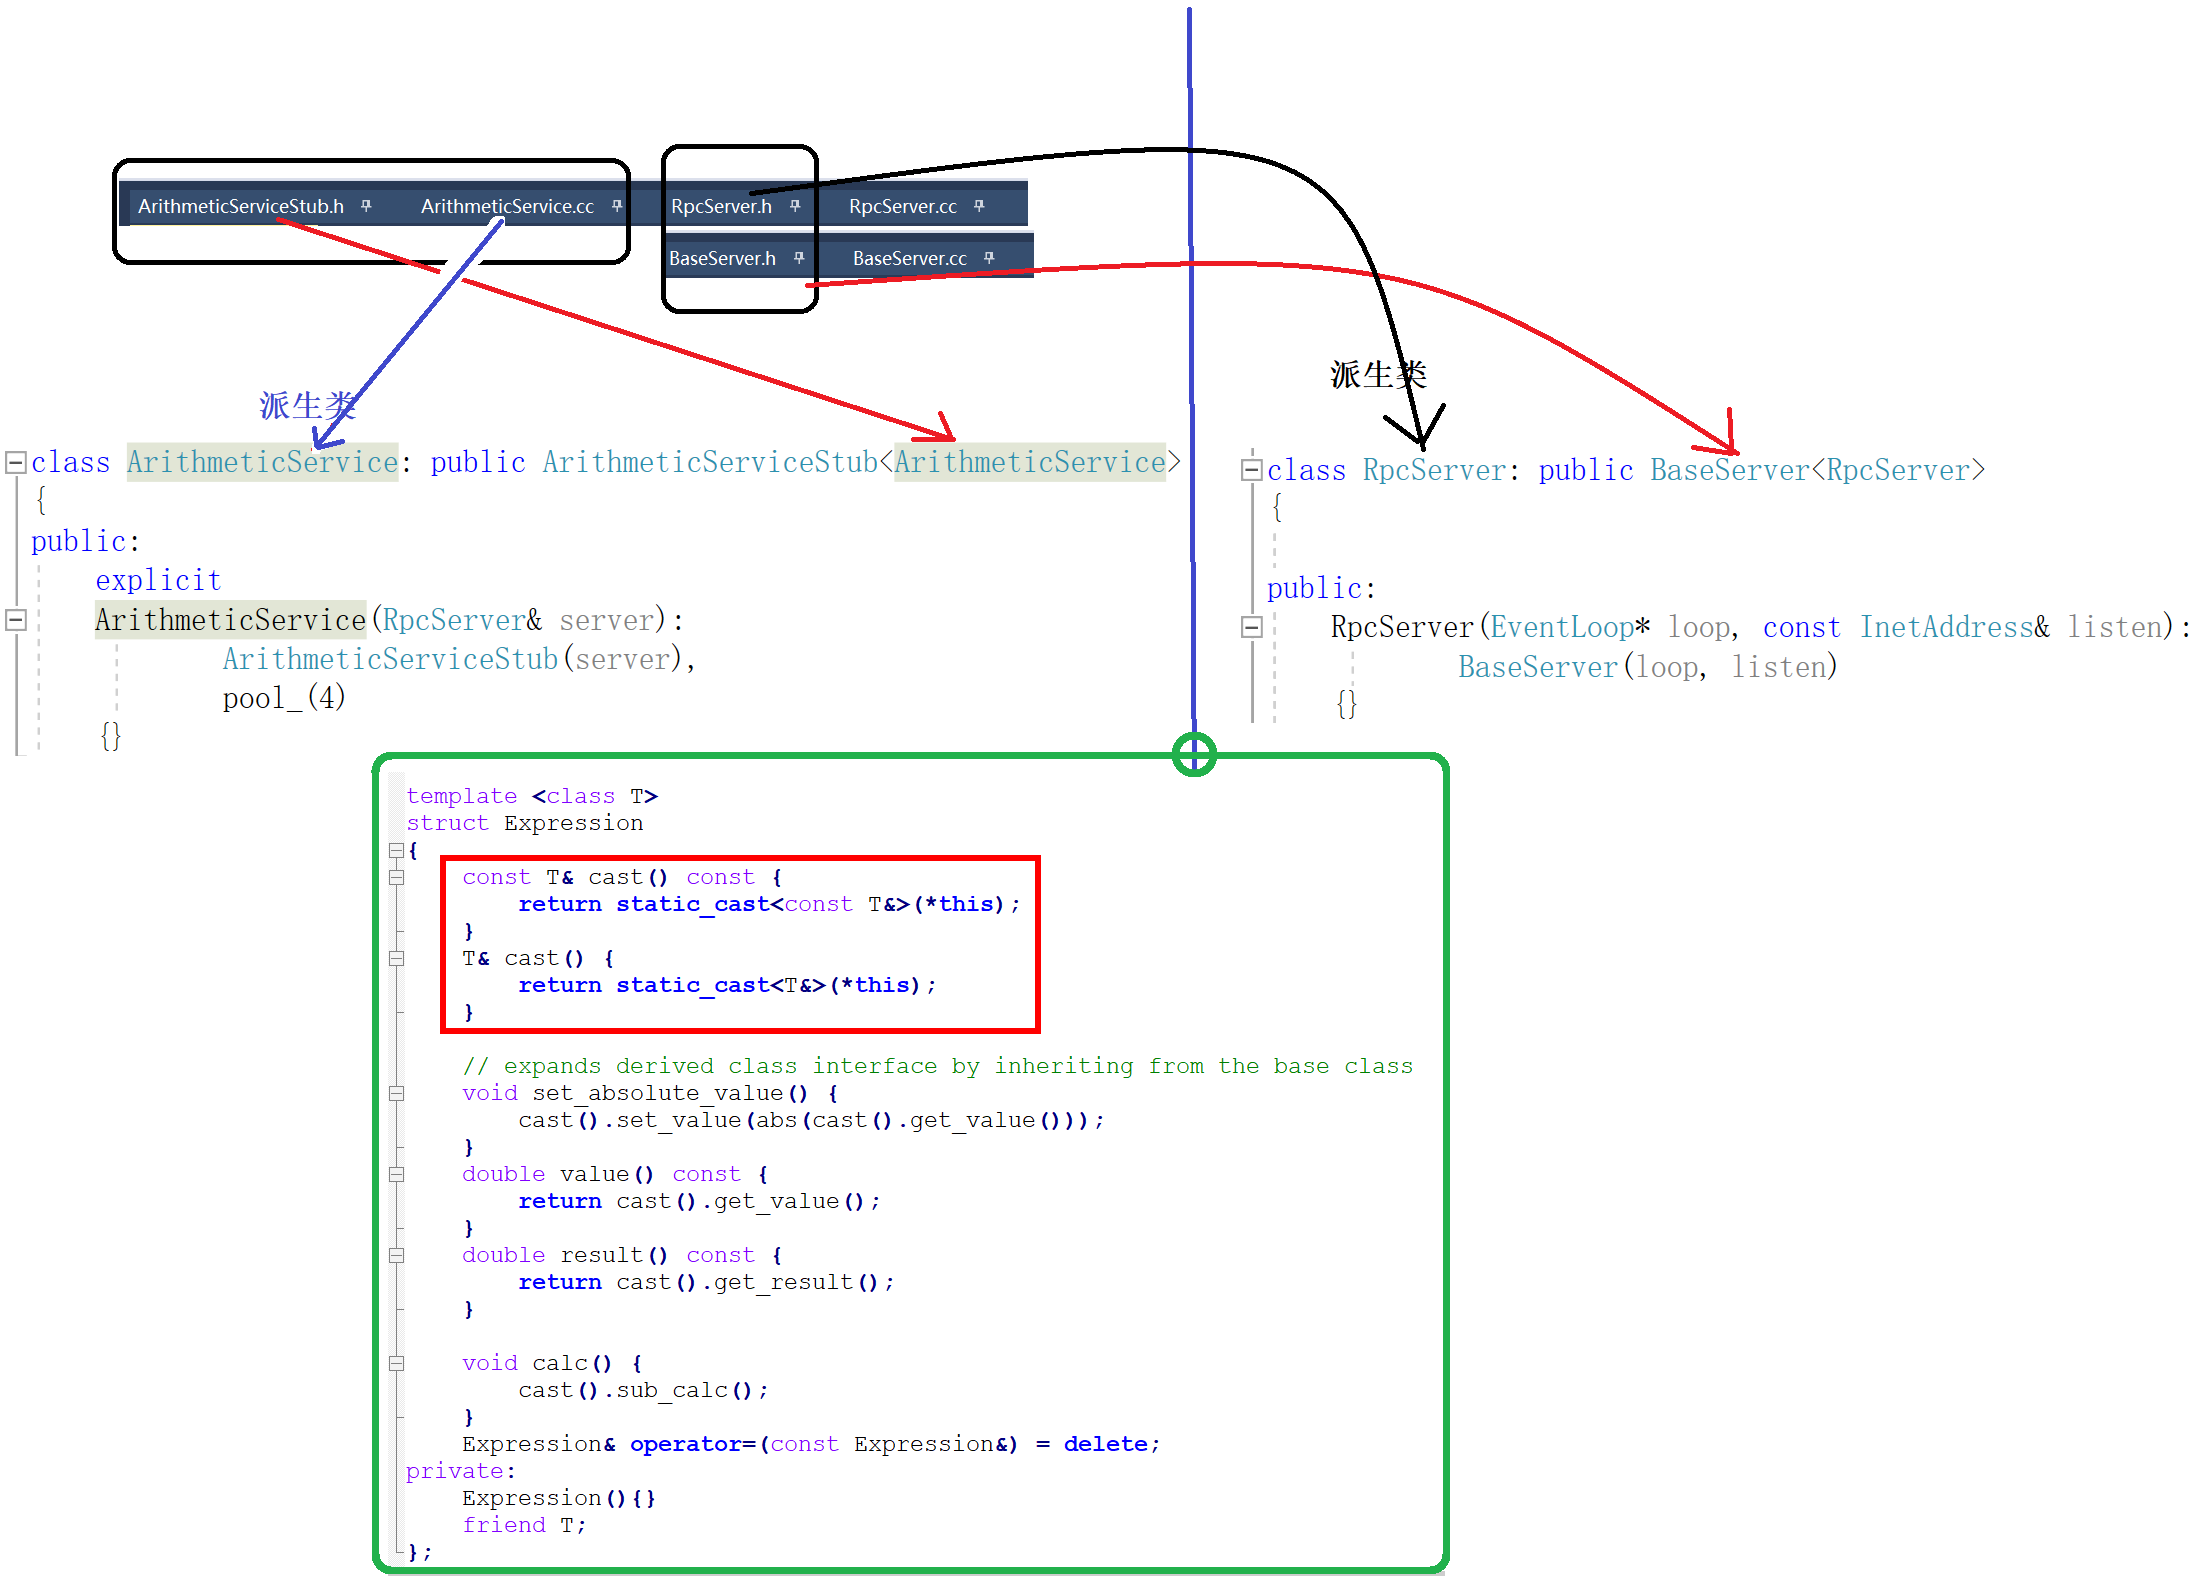 ArithmeticServiceStub.h
ArithmeticService.cc
RpcServer.h
RpcServer.cc
BaseServer.h
BaseServer.cc
派生类
class ArithmeticService: public ArithmeticServiceStub<ArithmeticService>
{
public:
explicit
ArithmeticService(RpcServer& server):
ArithmeticServiceStub(server),
pool_(4)
{}
派生类
class RpcServer: public BaseServer<RpcServer>
{
public:
RpcServer(EventLoop* loop, const InetAddress& listen):
BaseServer(loop, listen)
{}
template <class T>
struct Expression
{
const T& cast() const {
return static_cast<const T&>(*this);
}
T& cast() {
return static_cast<T&>(*this);
}
// expands derived class interface by inheriting from the base class
void set_absolute_value() {
cast().set_value(abs(cast().get_value()));
}
double value() const {
return cast().get_value();
}
double result() const {
return cast().get_result();
}
void calc() {
cast().sub_calc();
}
Expression& operator=(const Expression&) = delete;
private:
Expression(){}
friend T;
};